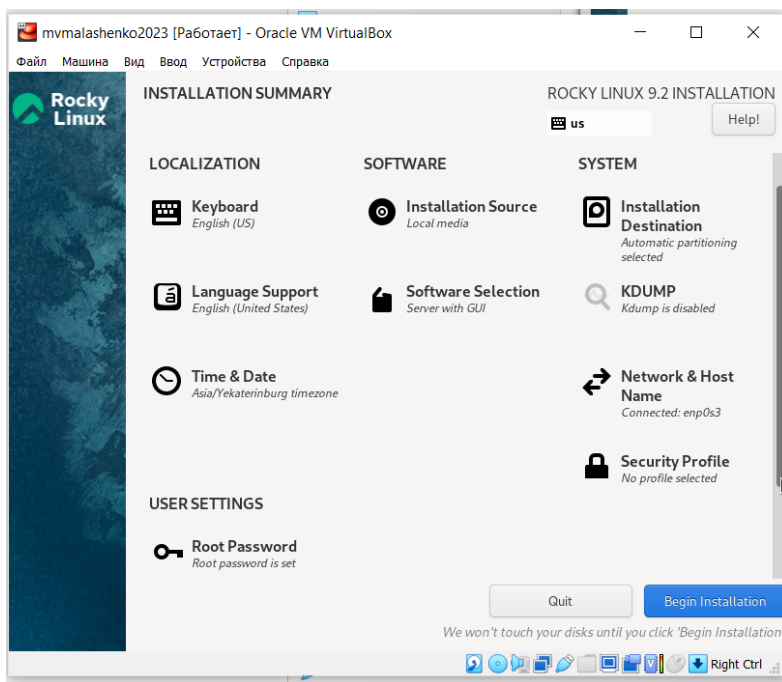 mvmalashenko2023 [Работает] - Oracle VM VirtualBox
Файл Машина Вид Ввод Устройства Справка
Rocky
Linux
INSTALLATION SUMMARY
ROCKY LINUX 9.2 INSTALLATION
us
Help!
LOCALIZATION
Keyboard
English (US)
Language Support
English (United States)
Time & Date
Asia/Yekaterinburg timezone
SOFTWARE
Installation Source
Local media
Software Selection
Server with GUI
SYSTEM
Installation
Destination
Automatic partitioning
selected
KDUMP
Kdump is disabled
Network & Host
Name
Connected: enp0s3
Security Profile
No profile selected
USER SETTINGS
Root Password
Root password is set
Quit
Begin Installation
We won't touch your disks until you click 'Begin Installation
Right Ctrl